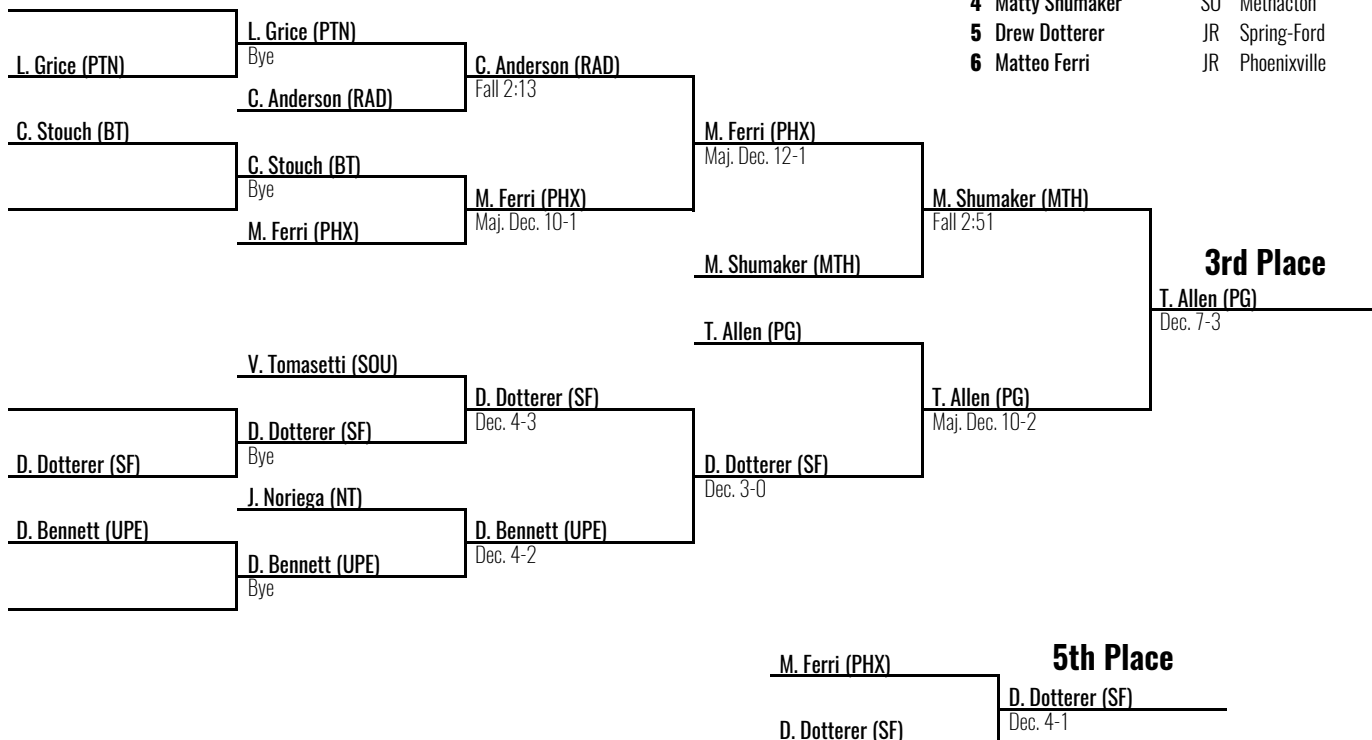 4 Matty Shumaker SO Methacton
L. Grice (PTN)
5 Drew Dotterer JR Spring-Ford
Bye
L. Grice (PTN)
C. Anderson (RAD)
6 Matteo Ferri JR Phoenixville
Fall 2:13
C. Anderson (RAD)
C. Stouch (BT)
M. Ferri (PHX)
Maj. Dec. 12-1
C. Stouch (BT)
Bye
M. Ferri (PHX)
M. Shumaker (MTH)
Maj. Dec. 10-1
Fall 2:51
M. Ferri (PHX)
M. Shumaker (MTH)
3rd Place
T. Allen (PG)
Dec. 7-3
T. Allen (PG)
V. Tomasetti (SOU)
D. Dotterer (SF)
T. Allen (PG)
Dec. 4-3
Maj. Dec. 10-2
D. Dotterer (SF)
Bye
D. Dotterer (SF)
D. Dotterer (SF)
Dec. 3-0
J. Noriega (NT)
D. Bennett (UPE)
D. Bennett (UPE)
Dec. 4-2
D. Bennett (UPE)
Bye
M. Ferri (PHX)
5th Place
D. Dotterer (SF)
Dec. 4-1
D. Dotterer (SF)